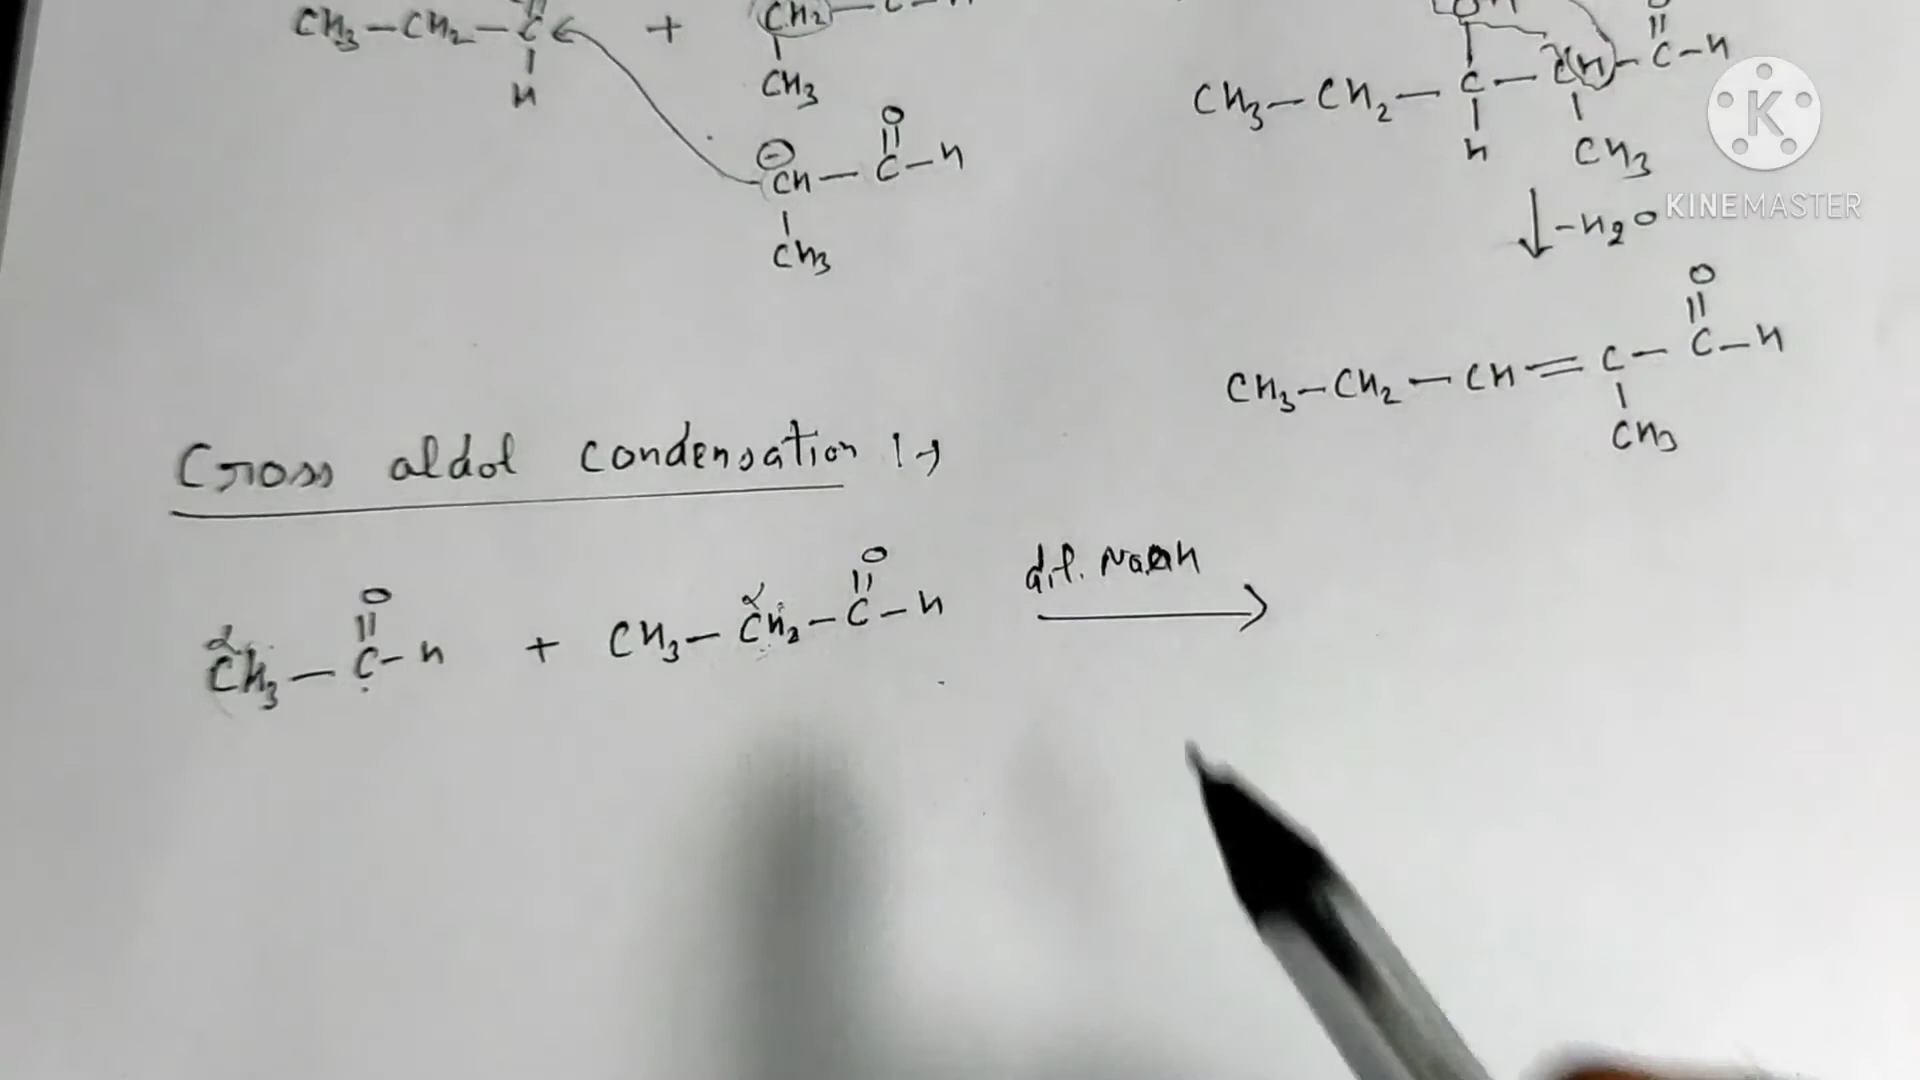 CH3-CH2-C + CH2-C-H
H
CH3
O
CH-C-H
CH3
O
CH3-CH2-C-CH-C-H
H CH3
K
KINEMASTER
-H2O
O
CH3-CH2-CH=C-C-H
CH3
Cross aldol condensation :→
α O α O dil. NaOH
CH3-C-H + CH3-CH2-C-H →